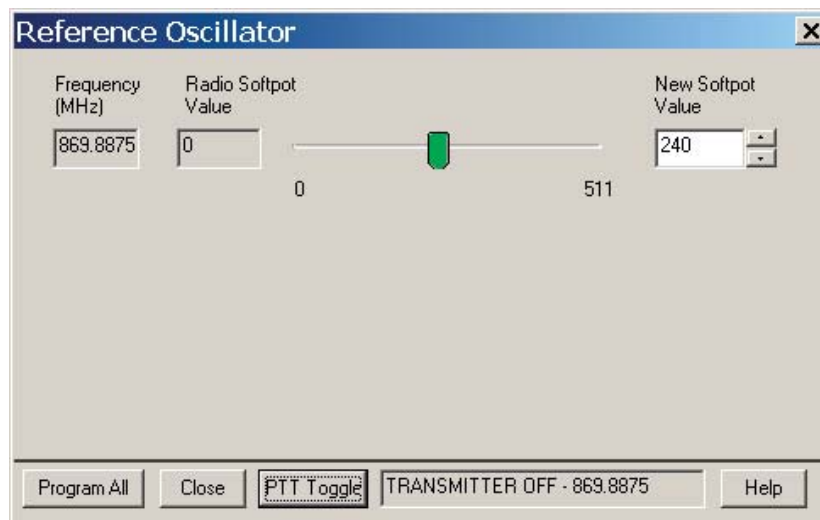 Reference Oscillator
Frequency (MHz)
Radio Softpot Value
New Softpot Value
869.8875
0
240
0
511
Program All
Close
PTT Toggle
TRANSMITTER OFF - 869.8875
Help